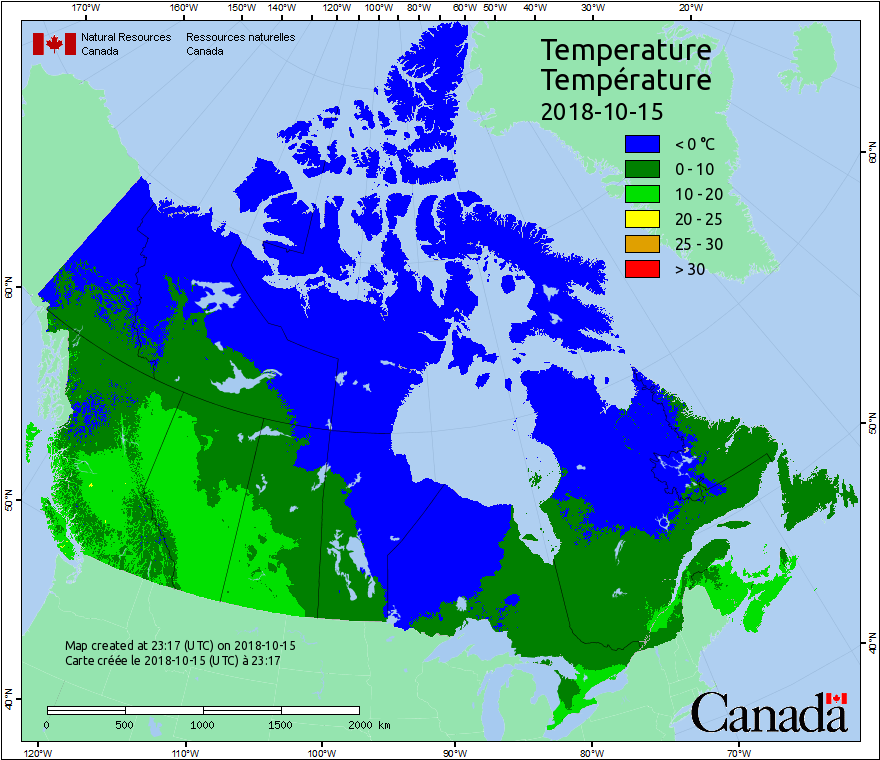 170°W 160°W 150°W 140°W 130°W 120°W 110°W 100°W 90°W 80°W 60°W 50°W 40°W 30°W 20°W
Natural Resources Ressources naturelles
Canada Canada
Temperature
Température
2018-10-15
< 0 °C
0 - 10
10 - 20
20 - 25
25 - 30
> 30
60°N
50°N
40°N
60°N
50°N
40°N
Map created at 23:17 (UTC) on 2018-10-15
Carte créée le 2018-10-15 (UTC) à 23:17
0 500 1000 1500 2000 km
Canada
120°W 110°W 100°W 90°W 80°W 70°W